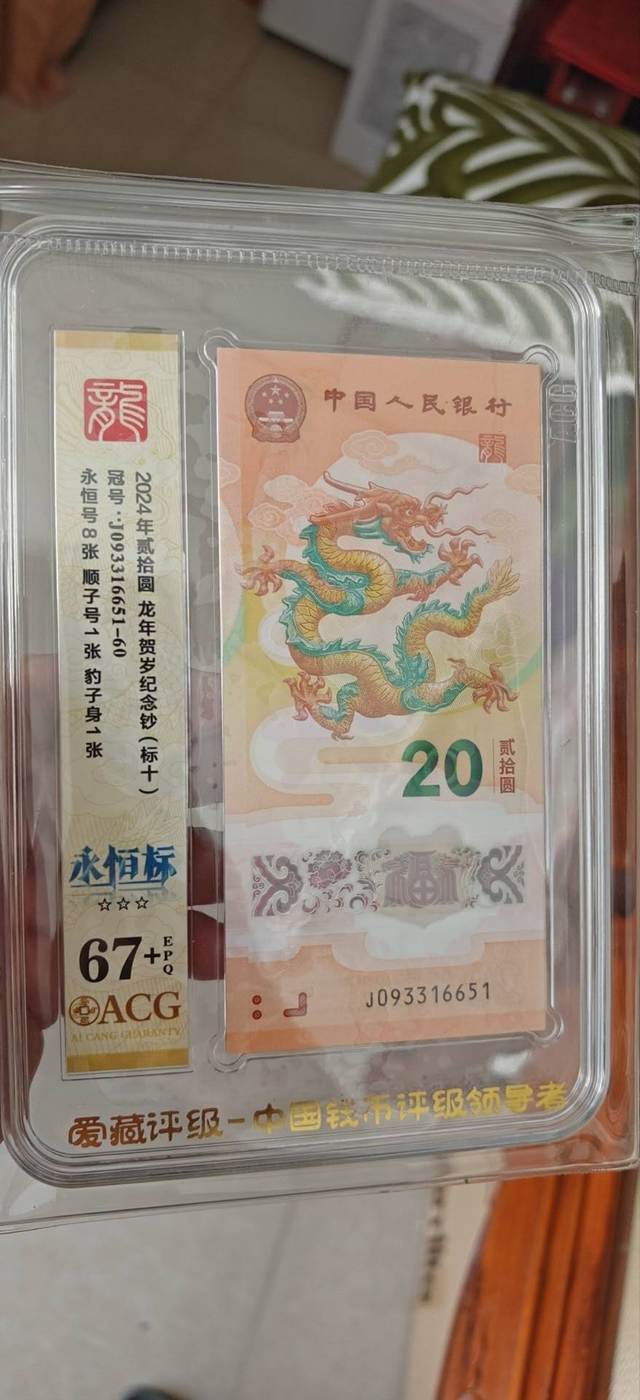 龍
2024年贰拾圆 龙年贺岁纪念钞(标十)
冠号:J093316651-60
永恒号8张 顺子号1张 豹子身1张
永恒标
☆☆☆
67+
EPQ
ACG
AI CANG GUARANTY
中国人民银行
龍
20
贰拾圆
福
J093316651
爱藏评级-中国钱币评级领导者